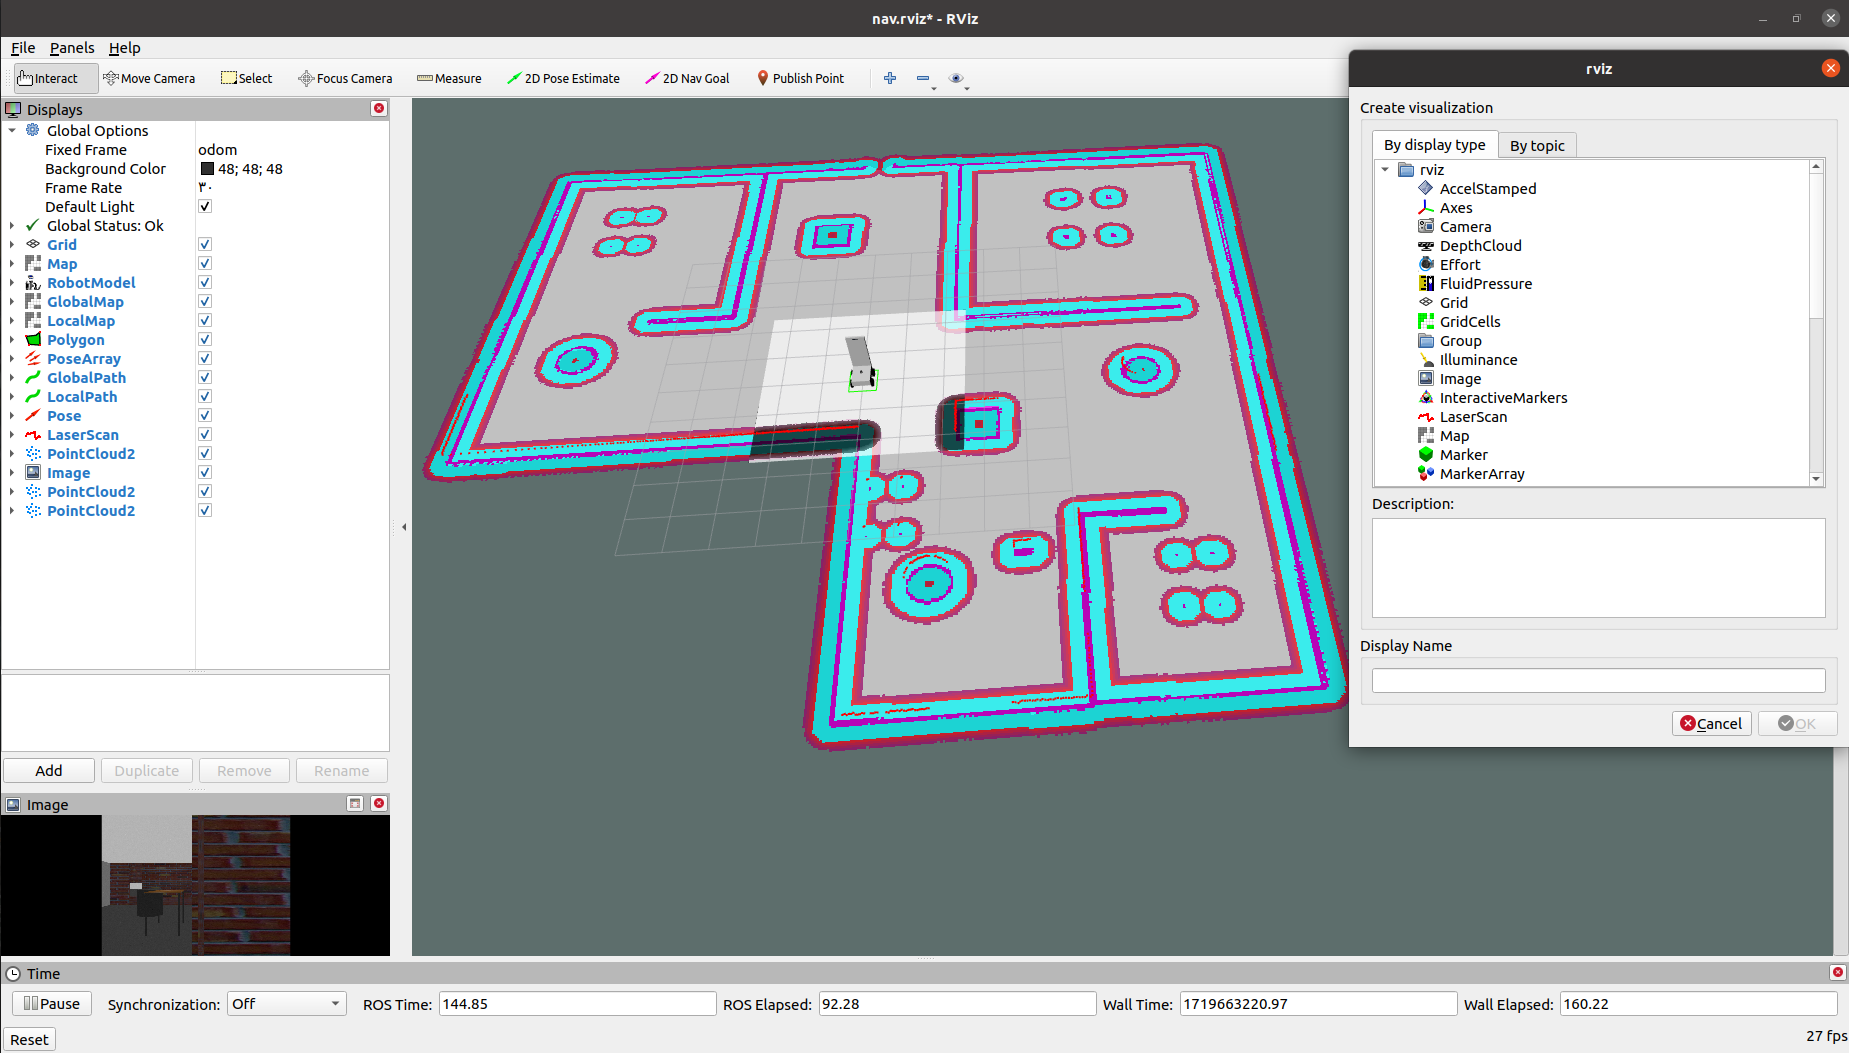 nav.rviz* - RViz
File Panels Help
Interact Move Camera Select Focus Camera Measure 2D Pose Estimate 2D Nav Goal Publish Point
Displays
Global Options
Fixed Frame odom
Background Color 48; 48; 48
Frame Rate ٣٠
Default Light
Global Status: Ok
Grid
Map
RobotModel
GlobalMap
LocalMap
Polygon
PoseArray
GlobalPath
LocalPath
Pose
LaserScan
PointCloud2
Image
PointCloud2
PointCloud2
Add Duplicate Remove Rename
Image
rviz
Create visualization
By display type By topic
rviz
AccelStamped
Axes
Camera
DepthCloud
Effort
FluidPressure
Grid
GridCells
Group
Illuminance
Image
InteractiveMarkers
LaserScan
Map
Marker
MarkerArray
Description:
Display Name
Cancel OK
Time
Pause Synchronization: Off ROS Time: 144.85 ROS Elapsed: 92.28 Wall Time: 1719663220.97 Wall Elapsed: 160.22
Reset 27 fps